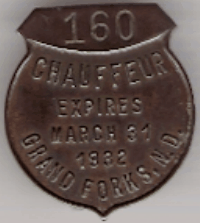 160
CHAUFFEUR
EXPIRES
MARCH 31
1932
GRAND FORKS, N.D.